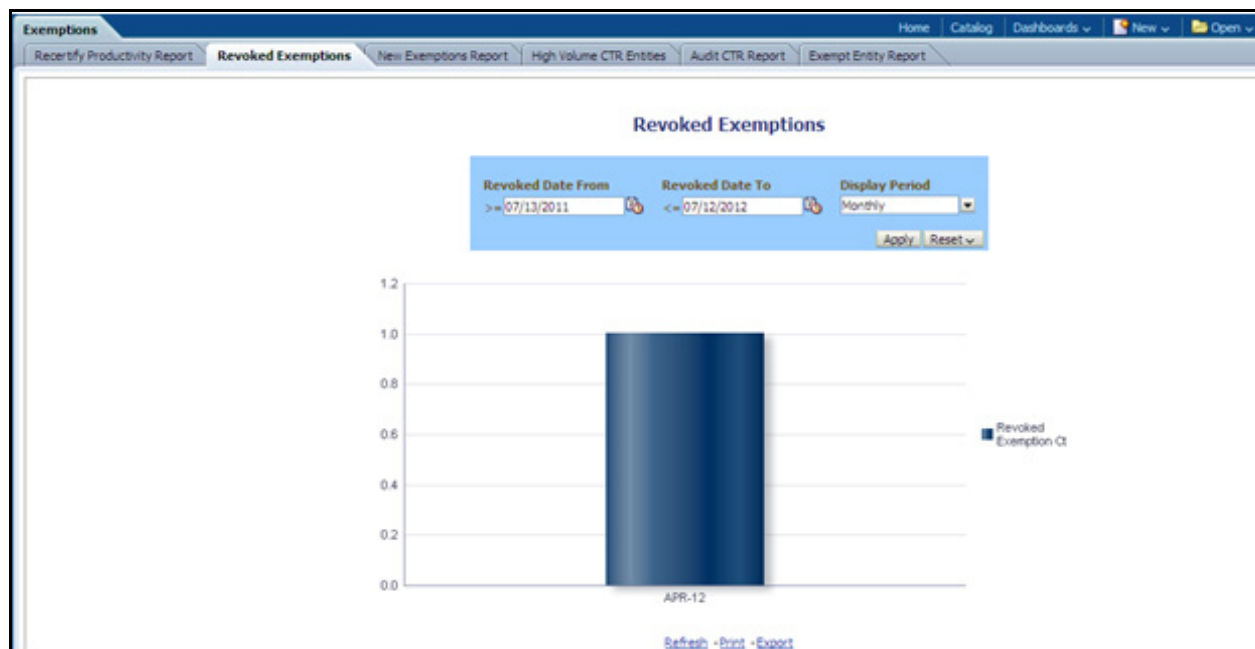 Exemptions
Home Catalog Dashboards New Open
Recertify Productivity Report Revoked Exemptions New Exemptions Report High Volume CTR Entities Audit CTR Report Exempt Entity Report
Revoked Exemptions
Revoked Date From Revoked Date To Display Period
>= 07/13/2011 <= 07/12/2012 Monthly
Apply Reset
1.2
1.0
0.8
0.6
0.4
0.2
0.0
APR-12
Revoked
Exemption Ct
Refresh - Print - Export